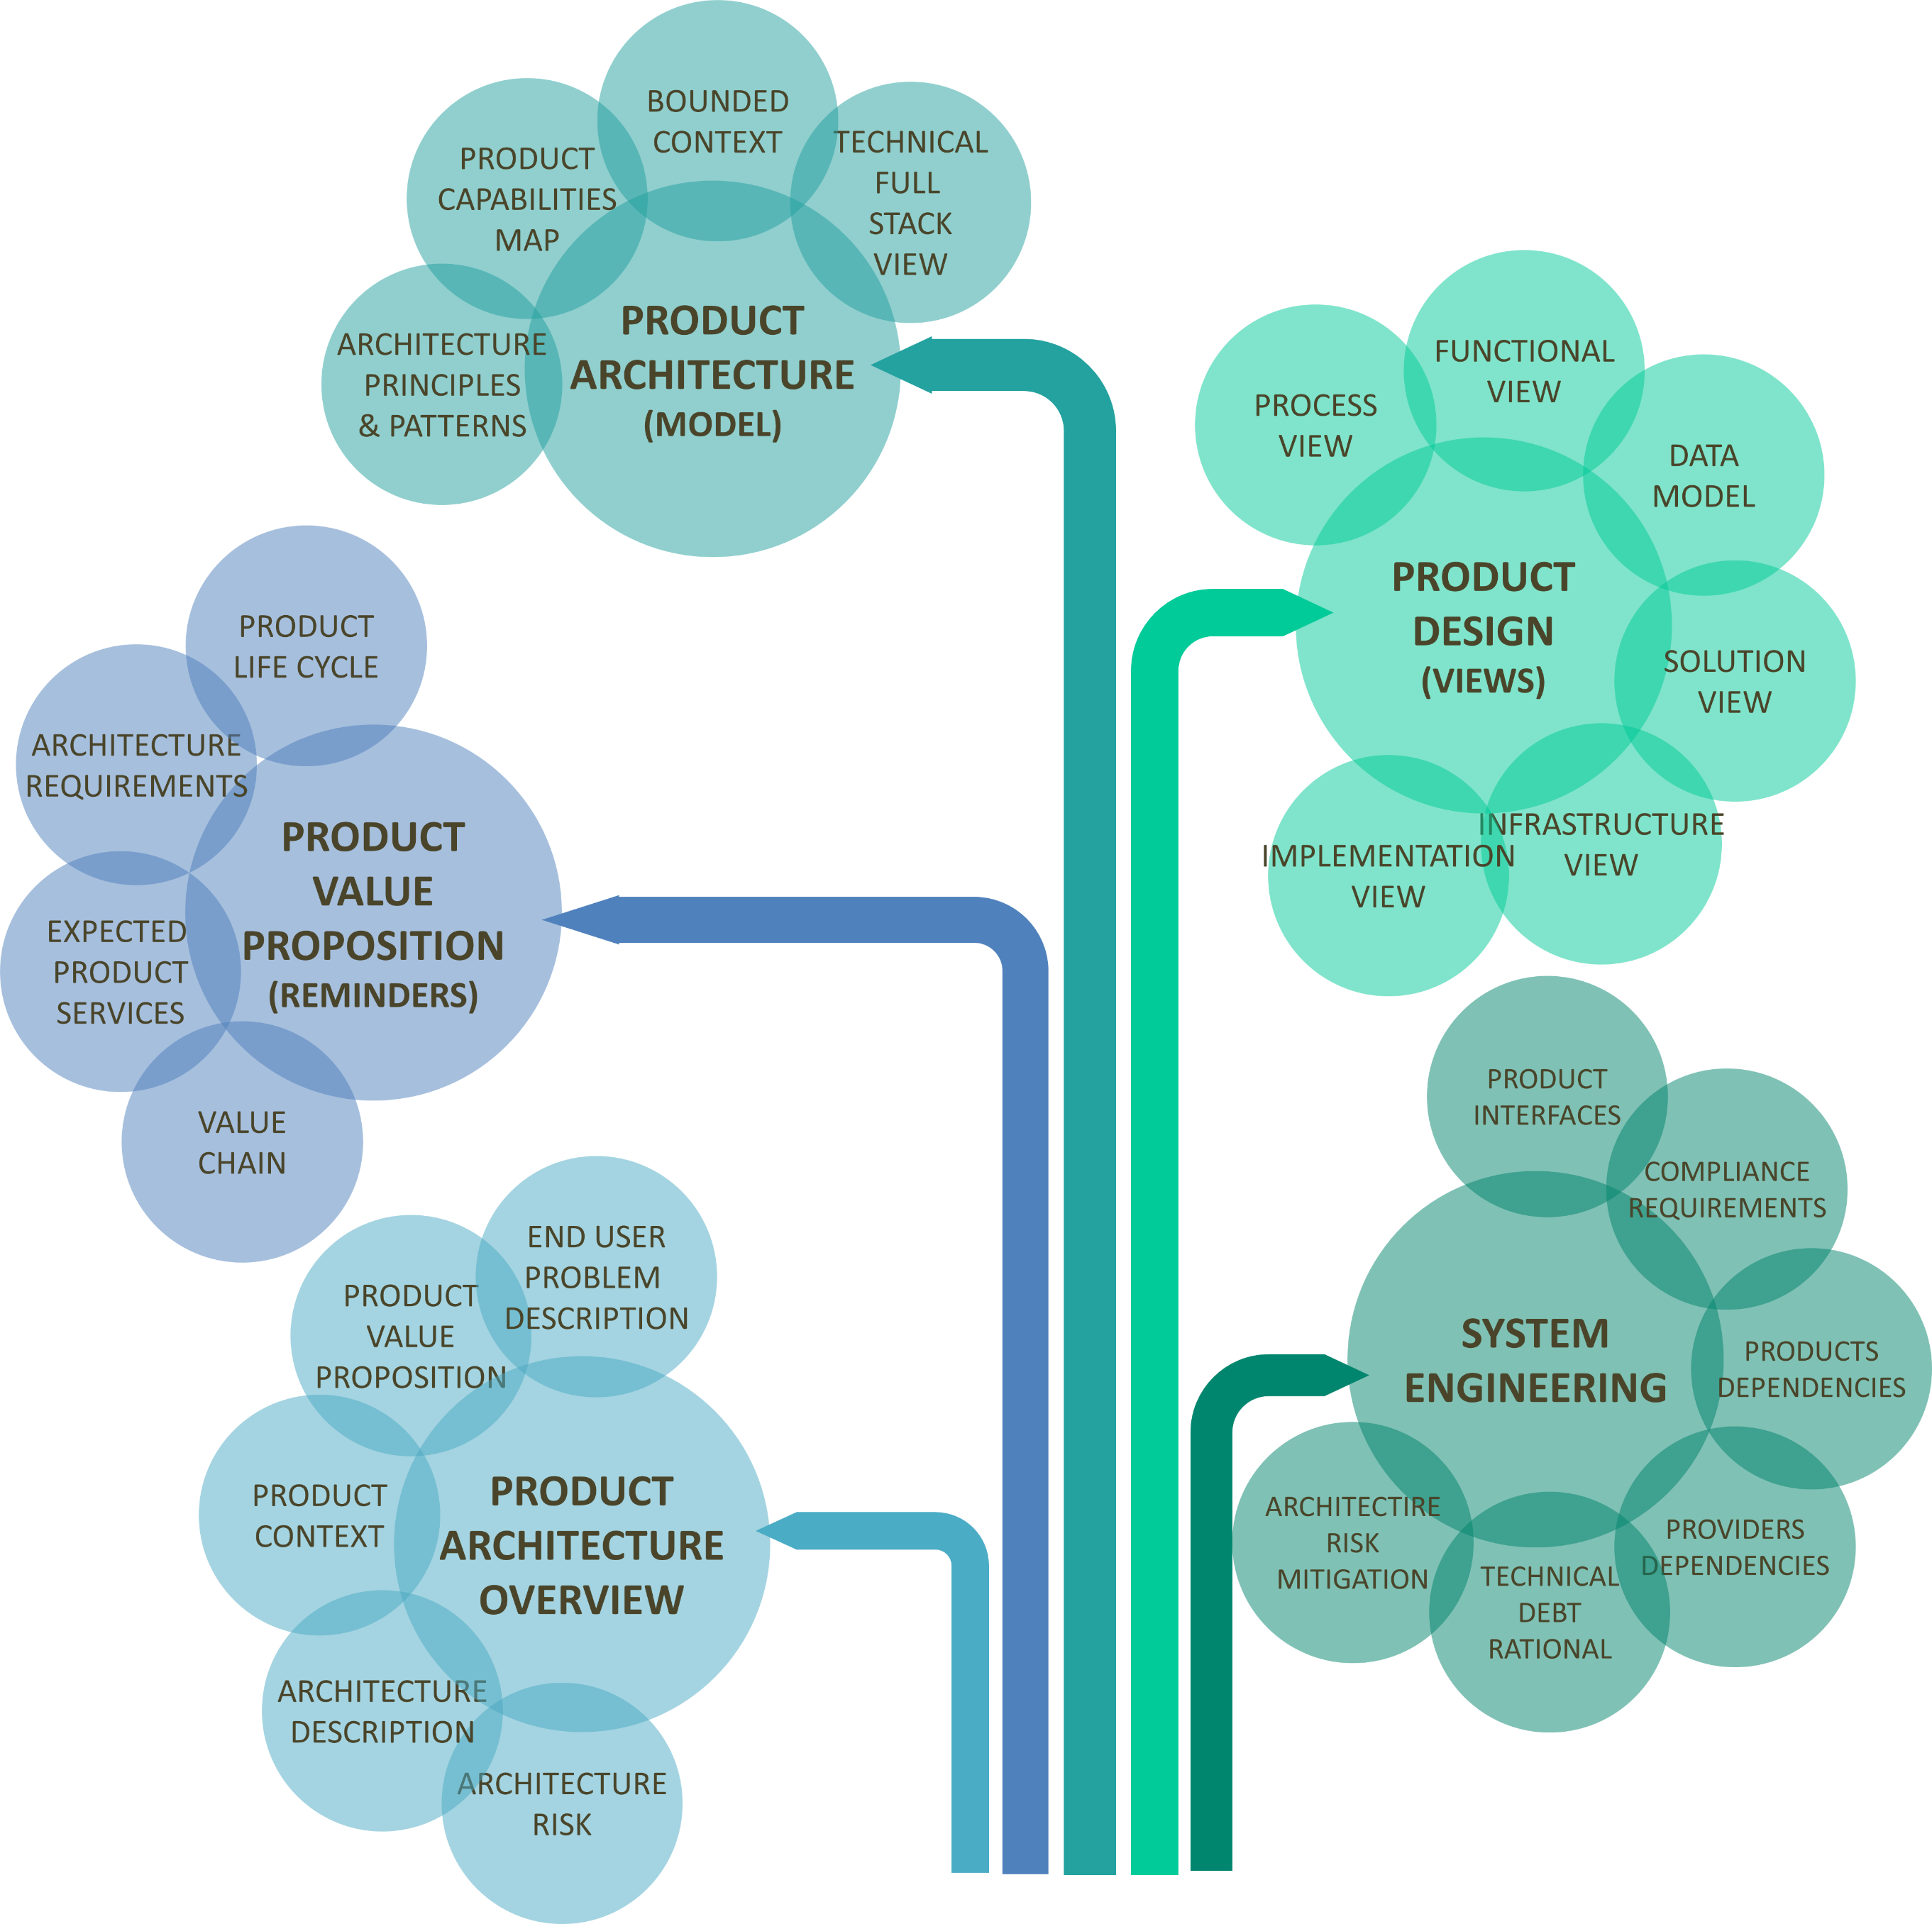 BOUNDED
CONTEXT
PRODUCT
CAPABILITIES
MAP
TECHNICAL
FULL
STACK
VIEW
ARCHITECTURE
PRINCIPLES
& PATTERNS
PRODUCT
ARCHITECTURE
(MODEL)
FUNCTIONAL
VIEW
PROCESS
VIEW
DATA
MODEL
PRODUCT
DESIGN
(VIEWS)
SOLUTION
VIEW
INFRASTRUCTURE
VIEW
IMPLEMENTATION
VIEW
PRODUCT
LIFE CYCLE
ARCHITECTURE
REQUIREMENTS
PRODUCT
VALUE
PROPOSITION
(REMINDERS)
EXPECTED
PRODUCT
SERVICES
VALUE
CHAIN
PRODUCT
INTERFACES
COMPLIANCE
REQUIREMENTS
SYSTEM
ENGINEERING
PRODUCTS
DEPENDENCIES
PROVIDERS
DEPENDENCIES
TECHNICAL
DEBT
RATIONAL
ARCHITECTIRE
RISK
MITIGATION
END USER
PROBLEM
DESCRIPTION
PRODUCT
VALUE
PROPOSITION
PRODUCT
CONTEXT
PRODUCT
ARCHITECTURE
OVERVIEW
ARCHITECTURE
DESCRIPTION
ARCHITECTURE
RISK